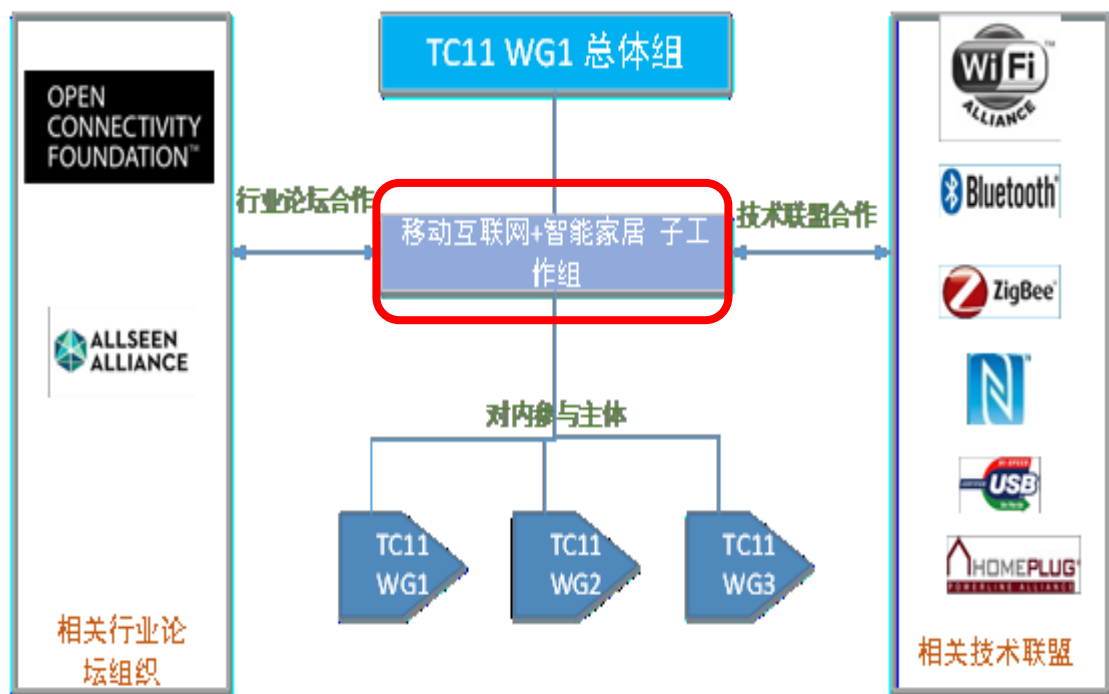 TC11 WG1 总体组
OPEN
CONNECTIVITY
FOUNDATION™
ALLSEEN
ALLIANCE
相关行业论
坛组织
行业论坛合作
移动互联网+智能家居 子工
作组
技术联盟合作
对内参与主体
TC11
WG1
TC11
WG2
TC11
WG3
Wi Fi
ALLIANCE
Bluetooth
ZigBee
N
USB
HOMEPLUG
POWERLINE ALLIANCE
相关技术联盟